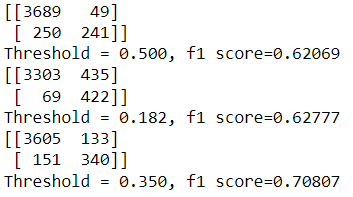 [[3689   49]
 [ 250  241]]
Threshold = 0.500, f1 score=0.62069
[[3303  435]
 [  69  422]]
Threshold = 0.182, f1 score=0.62777
[[3605  133]
 [ 151  340]]
Threshold = 0.350, f1 score=0.70807